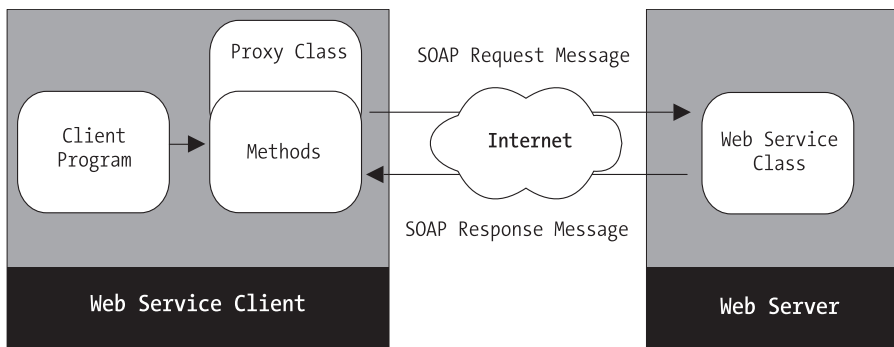 Proxy Class
SOAP Request Message
Client
Program
Methods
Internet
Web Service
Class
SOAP Response Message
Web Service Client
Web Server